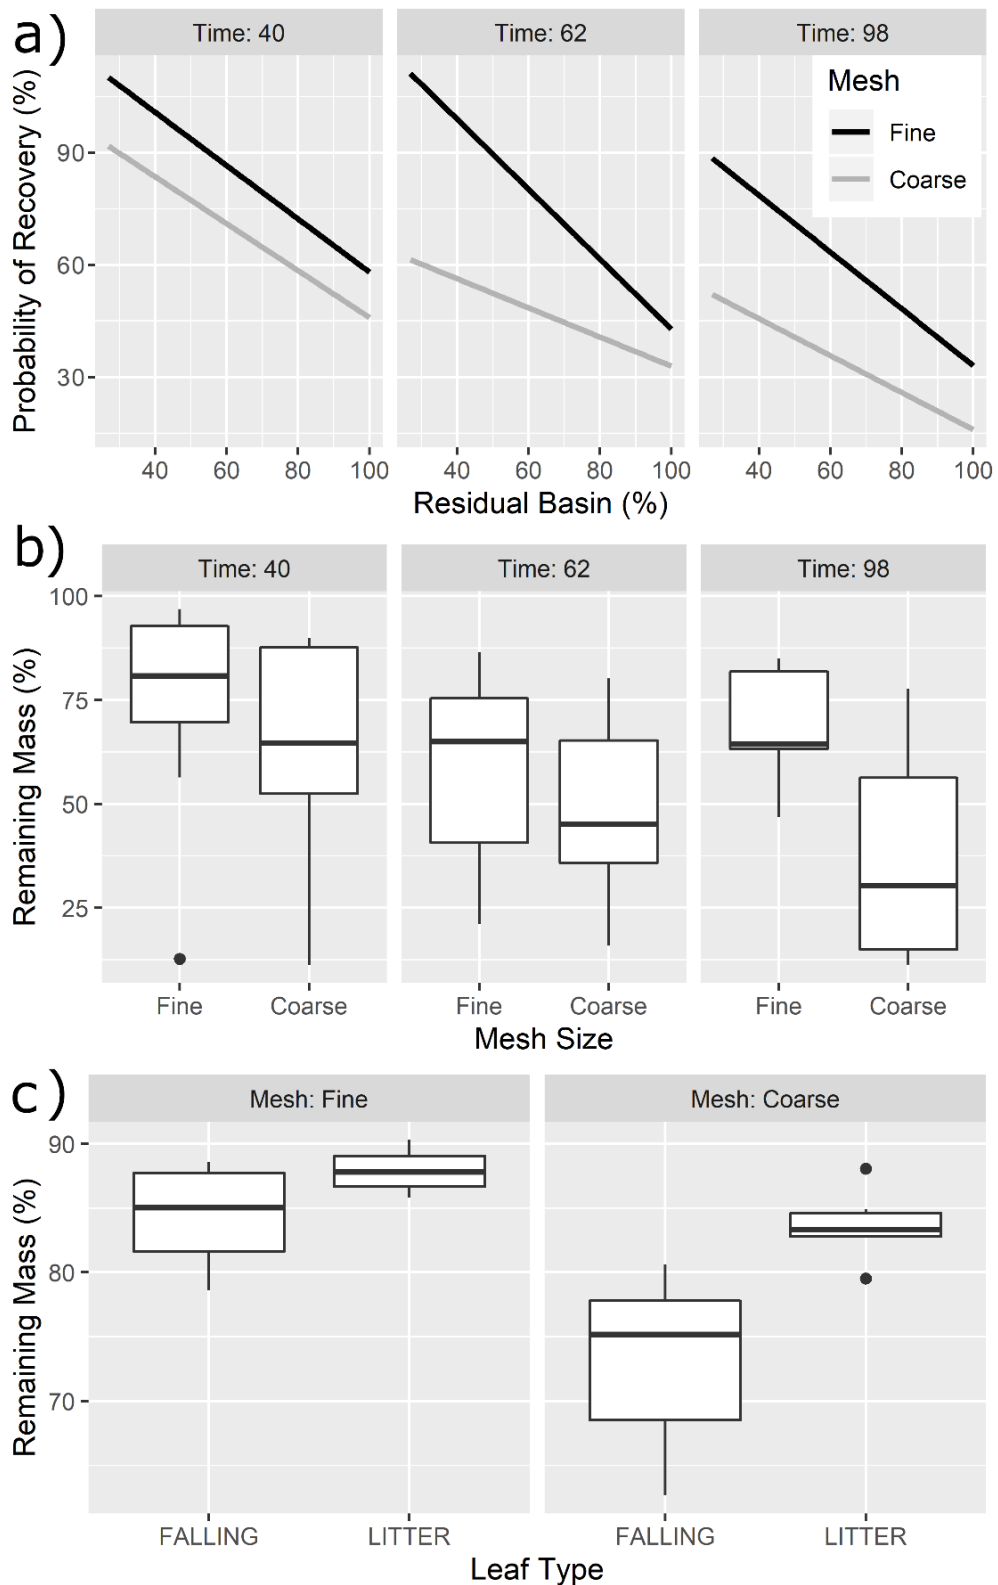 a)
Time: 40
Time: 62
Time: 98
Probability of Recovery (%)
90
60
30
Mesh
Fine
Coarse
40 60 80 100
40 60 80 100
40 60 80 100
Residual Basin (%)
b)
Time: 40
Time: 62
Time: 98
Remaining Mass (%)
100
75
50
25
Fine Coarse
Fine Coarse
Fine Coarse
Mesh Size
c)
Mesh: Fine
Mesh: Coarse
Remaining Mass (%)
90
80
70
FALLING LITTER
FALLING LITTER
Leaf Type